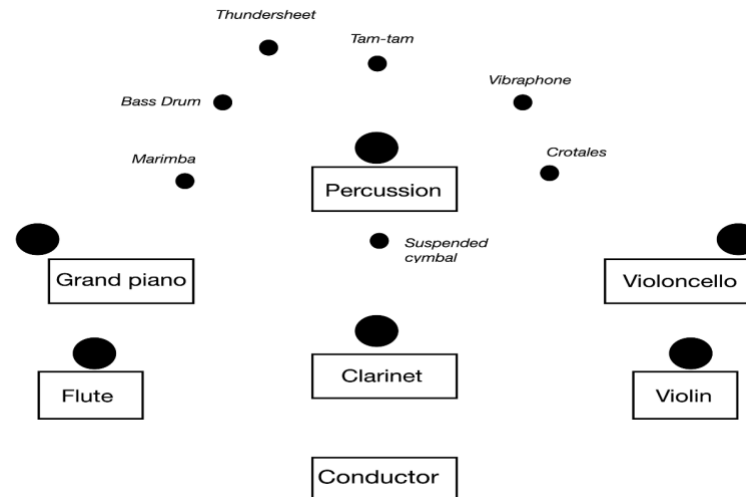 Thundersheet
Tam-tam
Vibraphone
Bass Drum
Crotales
Marimba
Percussion
Suspended
cymbal
Grand piano
Violoncello
Clarinet
Flute
Violin
Conductor